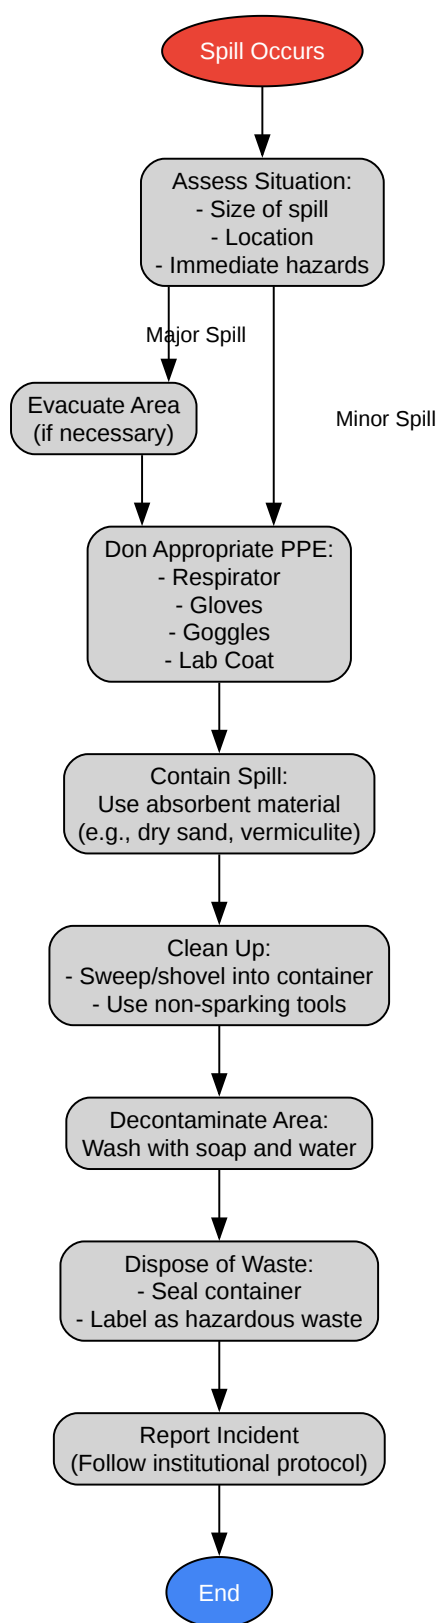 Spill Occurs
Assess Situation:
- Size of spill
- Location
- Immediate hazards
Major Spill
Evacuate Area
(if necessary)
Minor Spill
Don Appropriate PPE:
- Respirator
- Gloves
- Goggles
- Lab Coat
Contain Spill:
Use absorbent material
(e.g., dry sand, vermiculite)
Clean Up:
- Sweep/shovel into container
- Use non-sparking tools
Decontaminate Area:
Wash with soap and water
Dispose of Waste:
- Seal container
- Label as hazardous waste
Report Incident
(Follow institutional protocol)
End